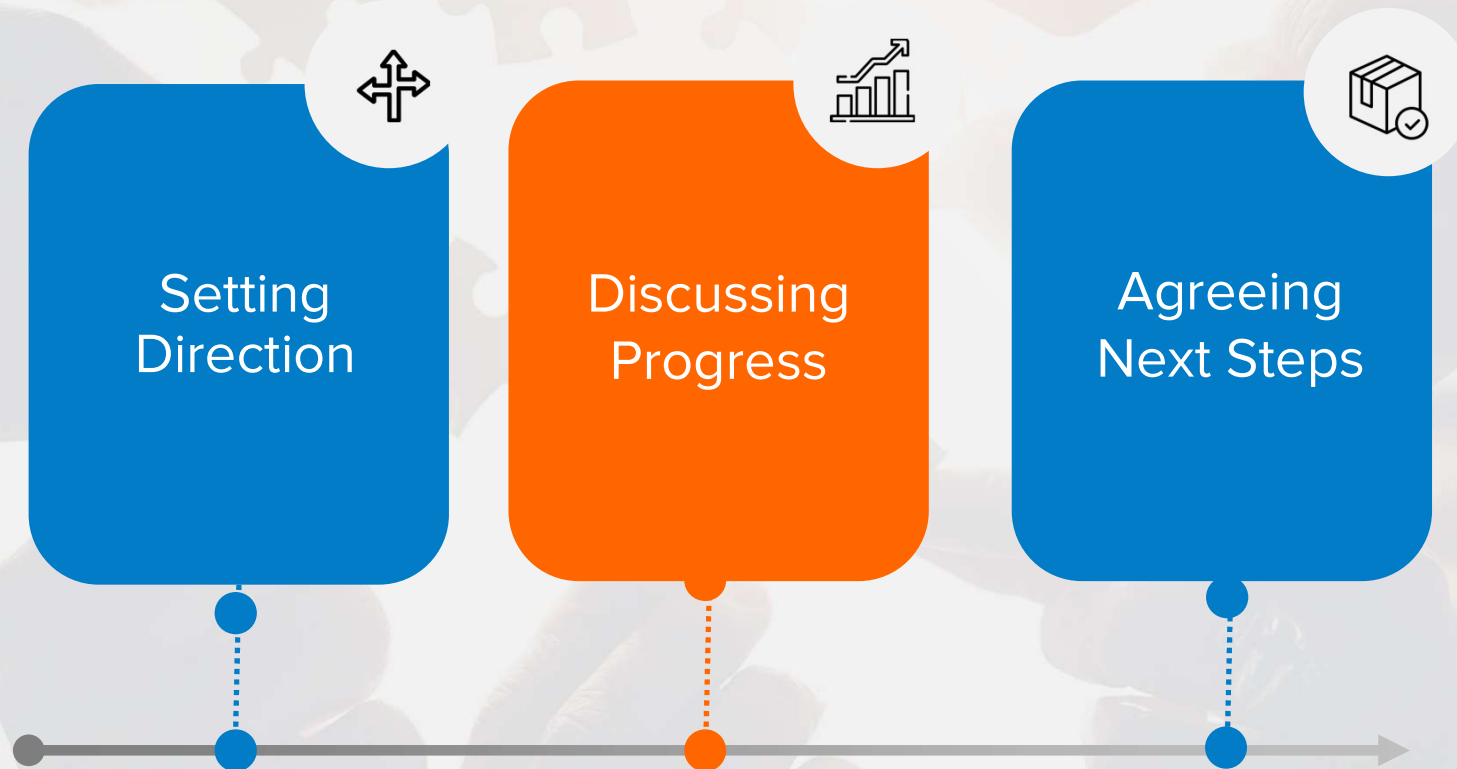 Setting
Direction
Discussing
Progress
Agreeing
Next Steps